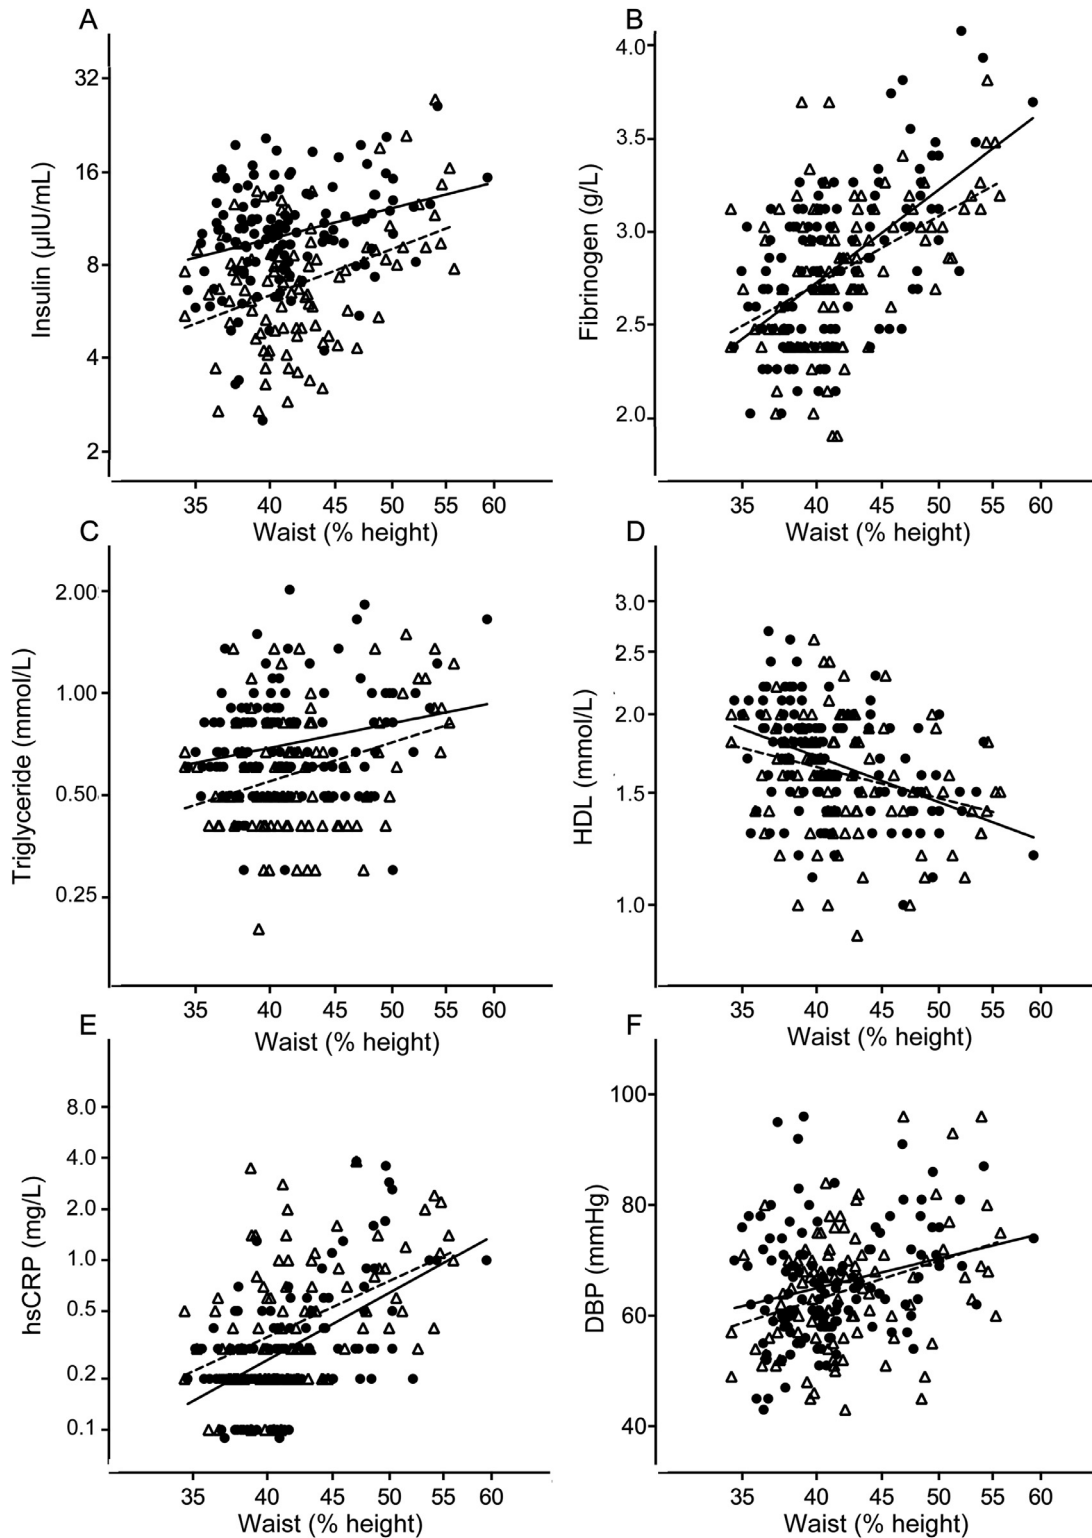 A
Insulin (µIU/mL)
32
16
8
4
2
35 40 45 50 55 60
Waist (% height)
B
Fibrinogen (g/L)
4.0
3.5
3.0
2.5
2.0
35 40 45 50 55 60
Waist (% height)
C
Triglyceride (mmol/L)
2.00
1.00
0.50
0.25
35 40 45 50 55 60
Waist (% height)
D
HDL (mmol/L)
3.0
2.5
2.0
1.5
1.0
35 40 45 50 55 60
Waist (% height)
E
hsCRP (mg/L)
8.0
4.0
2.0
1.0
0.5
0.2
0.1
35 40 45 50 55 60
Waist (% height)
F
DBP (mmHg)
100
80
60
40
35 40 45 50 55 60
Waist (% height)